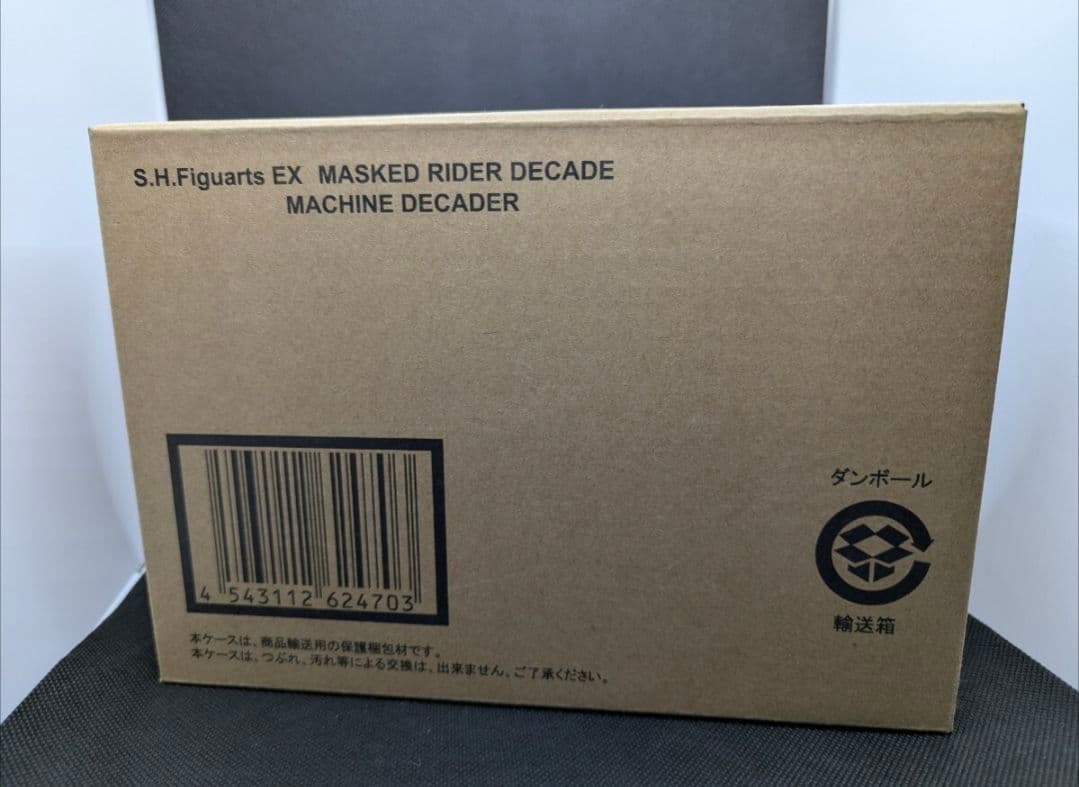 S.H.Figuarts EX MASKED RIDER DECADE
MACHINE DECADER
4 543112 624703
ダンボール
輸送箱
本ケースは、商品輸送用の保護梱包材です。
本ケースは、つぶれ、汚れ等による交換は、出来ません。ご了承ください。